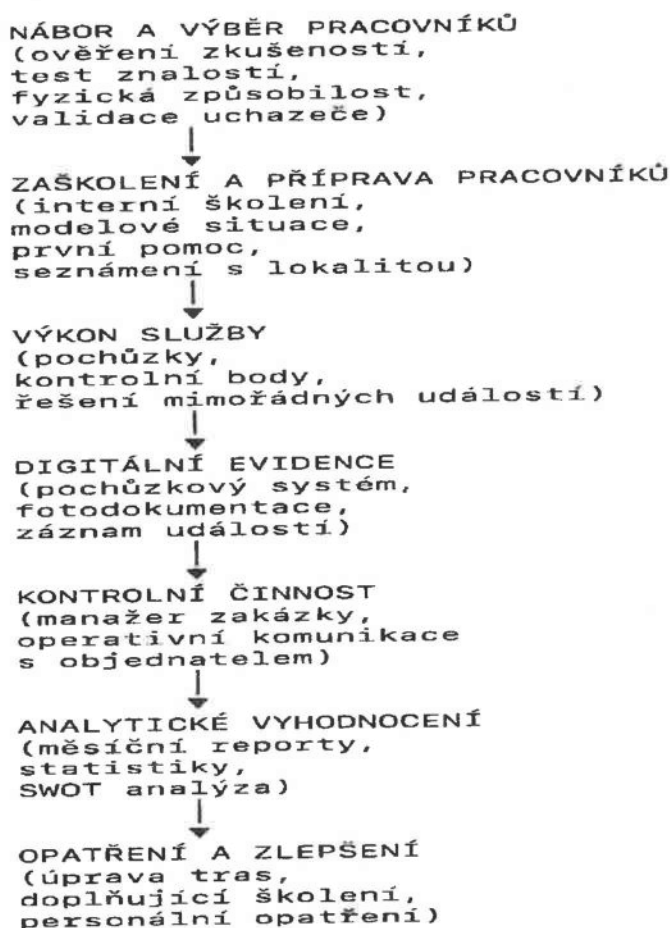 NÁBOR A VÝBĚR PRACOVNÍKŮ
(ověření zkušeností,
test znalostí,
fyzická způsobilost,
validace uchazeče)
ZAŠKOLENÍ A PŘÍPRAVA PRACOVNÍKŮ
(interní školení,
modelové situace,
první pomoc,
seznámení s lokalitou)
VÝKON SLUŽBY
(pochůzky,
kontrolní body,
řešení mimořádných událostí)
DIGITÁLNÍ EVIDENCE
(pochůzkový systém,
fotodokumentace,
záznam událostí)
KONTROLNÍ ČINNOST
(manažer zakázky,
operativní komunikace
s objednatelem)
ANALYTICKÉ VYHODNOCENÍ
(měsíční reporty,
statistiky,
SWOT analýza)
OPATŘENÍ A ZLEPŠENÍ
(úprava tras,
doplňující školení,
personální opatření)